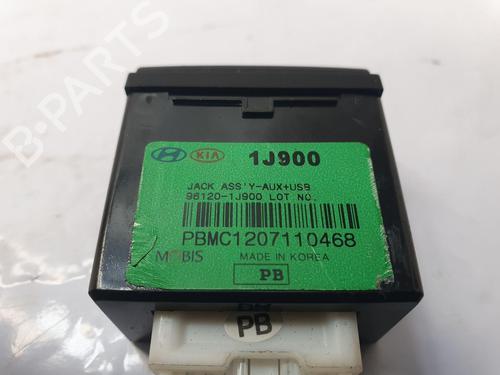 B-PARTS
KIA
1J900
JACK ASS'Y-AUX+USB
96120-1J900 LOT NO.
PBMC1207110468
MOBIS
MADE IN KOREA
PB
PB